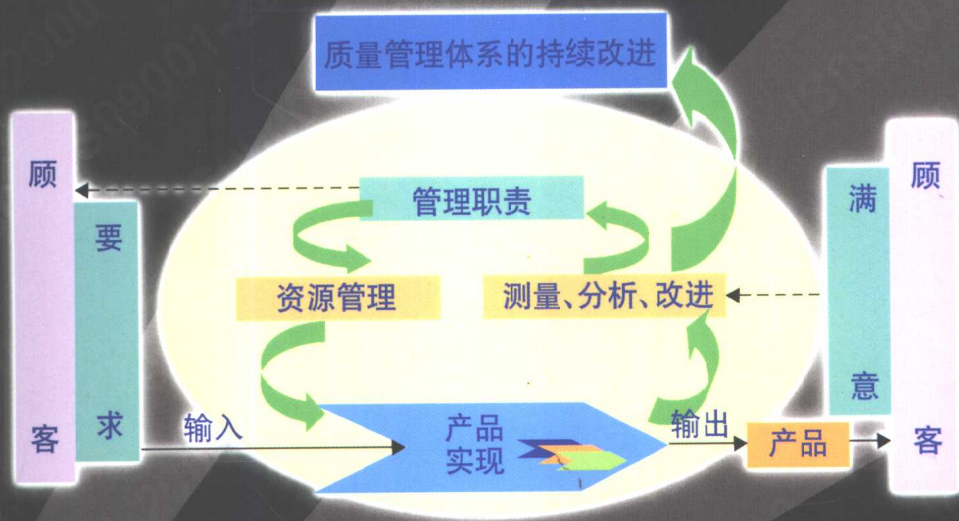 质量管理体系的持续改进
顾客
要求
管理职责
满意
顾客
资源管理
测量、分析、改进
输入
产品
实现
输出
产品